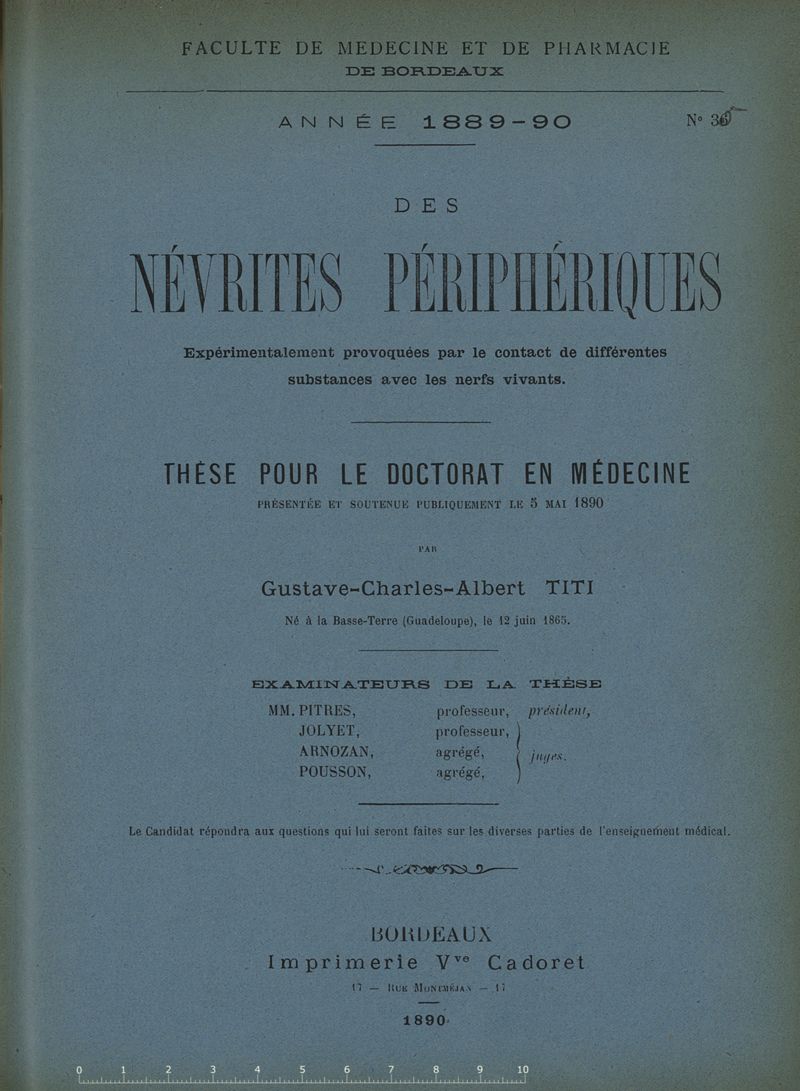 FACULTE DE MEDECINE ET DE PHARMACIE
DE BORDEAUX
ANNÉE 1889-90
N° 36
DES
NÉVRITES PÉRIPHÉRIQUES
Expérimentalement provoquées par le contact de différentes
substances avec les nerfs vivants.
THÈSE POUR LE DOCTORAT EN MÉDECINE
PRÉSENTÉE ET SOUTENUE PUBLIQUEMENT LE 5 MAI 1890
PAR
Gustave-Charles-Albert TITI
Né à la Basse-Terre (Guadeloupe), le 12 juin 1865.
EXAMINATEURS DE LA THÈSE
MM. PITRES, professeur, président,
JOLYET, professeur,
ARNOZAN, agrégé, juges.
POUSSON, agrégé,
Le Candidat répondra aux questions qui lui seront faites sur les diverses parties de l'enseignement médical.
BORDEAUX
Imprimerie Vve Cadoret
17 — RUE MONTMÉJAN — 17
1890
0 1 2 3 4 5 6 7 8 9 10